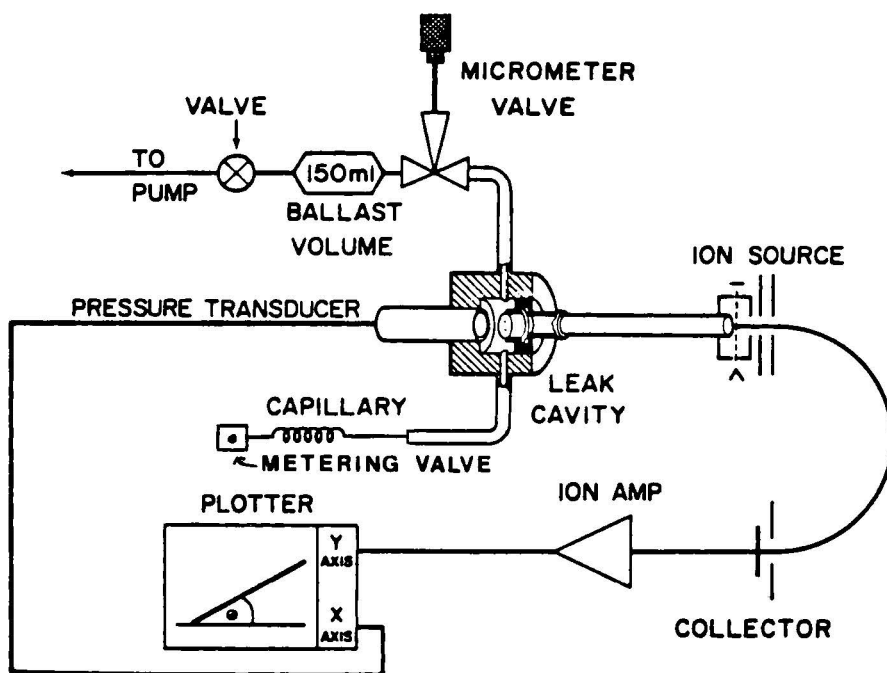 MICROMETER
VALVE
VALVE
TO
PUMP
150ml
BALLAST
VOLUME
ION SOURCE
PRESSURE TRANSDUCER
LEAK
CAVITY
CAPILLARY
METERING VALVE
PLOTTER
ION AMP
Y
AXIS
X
AXIS
COLLECTOR